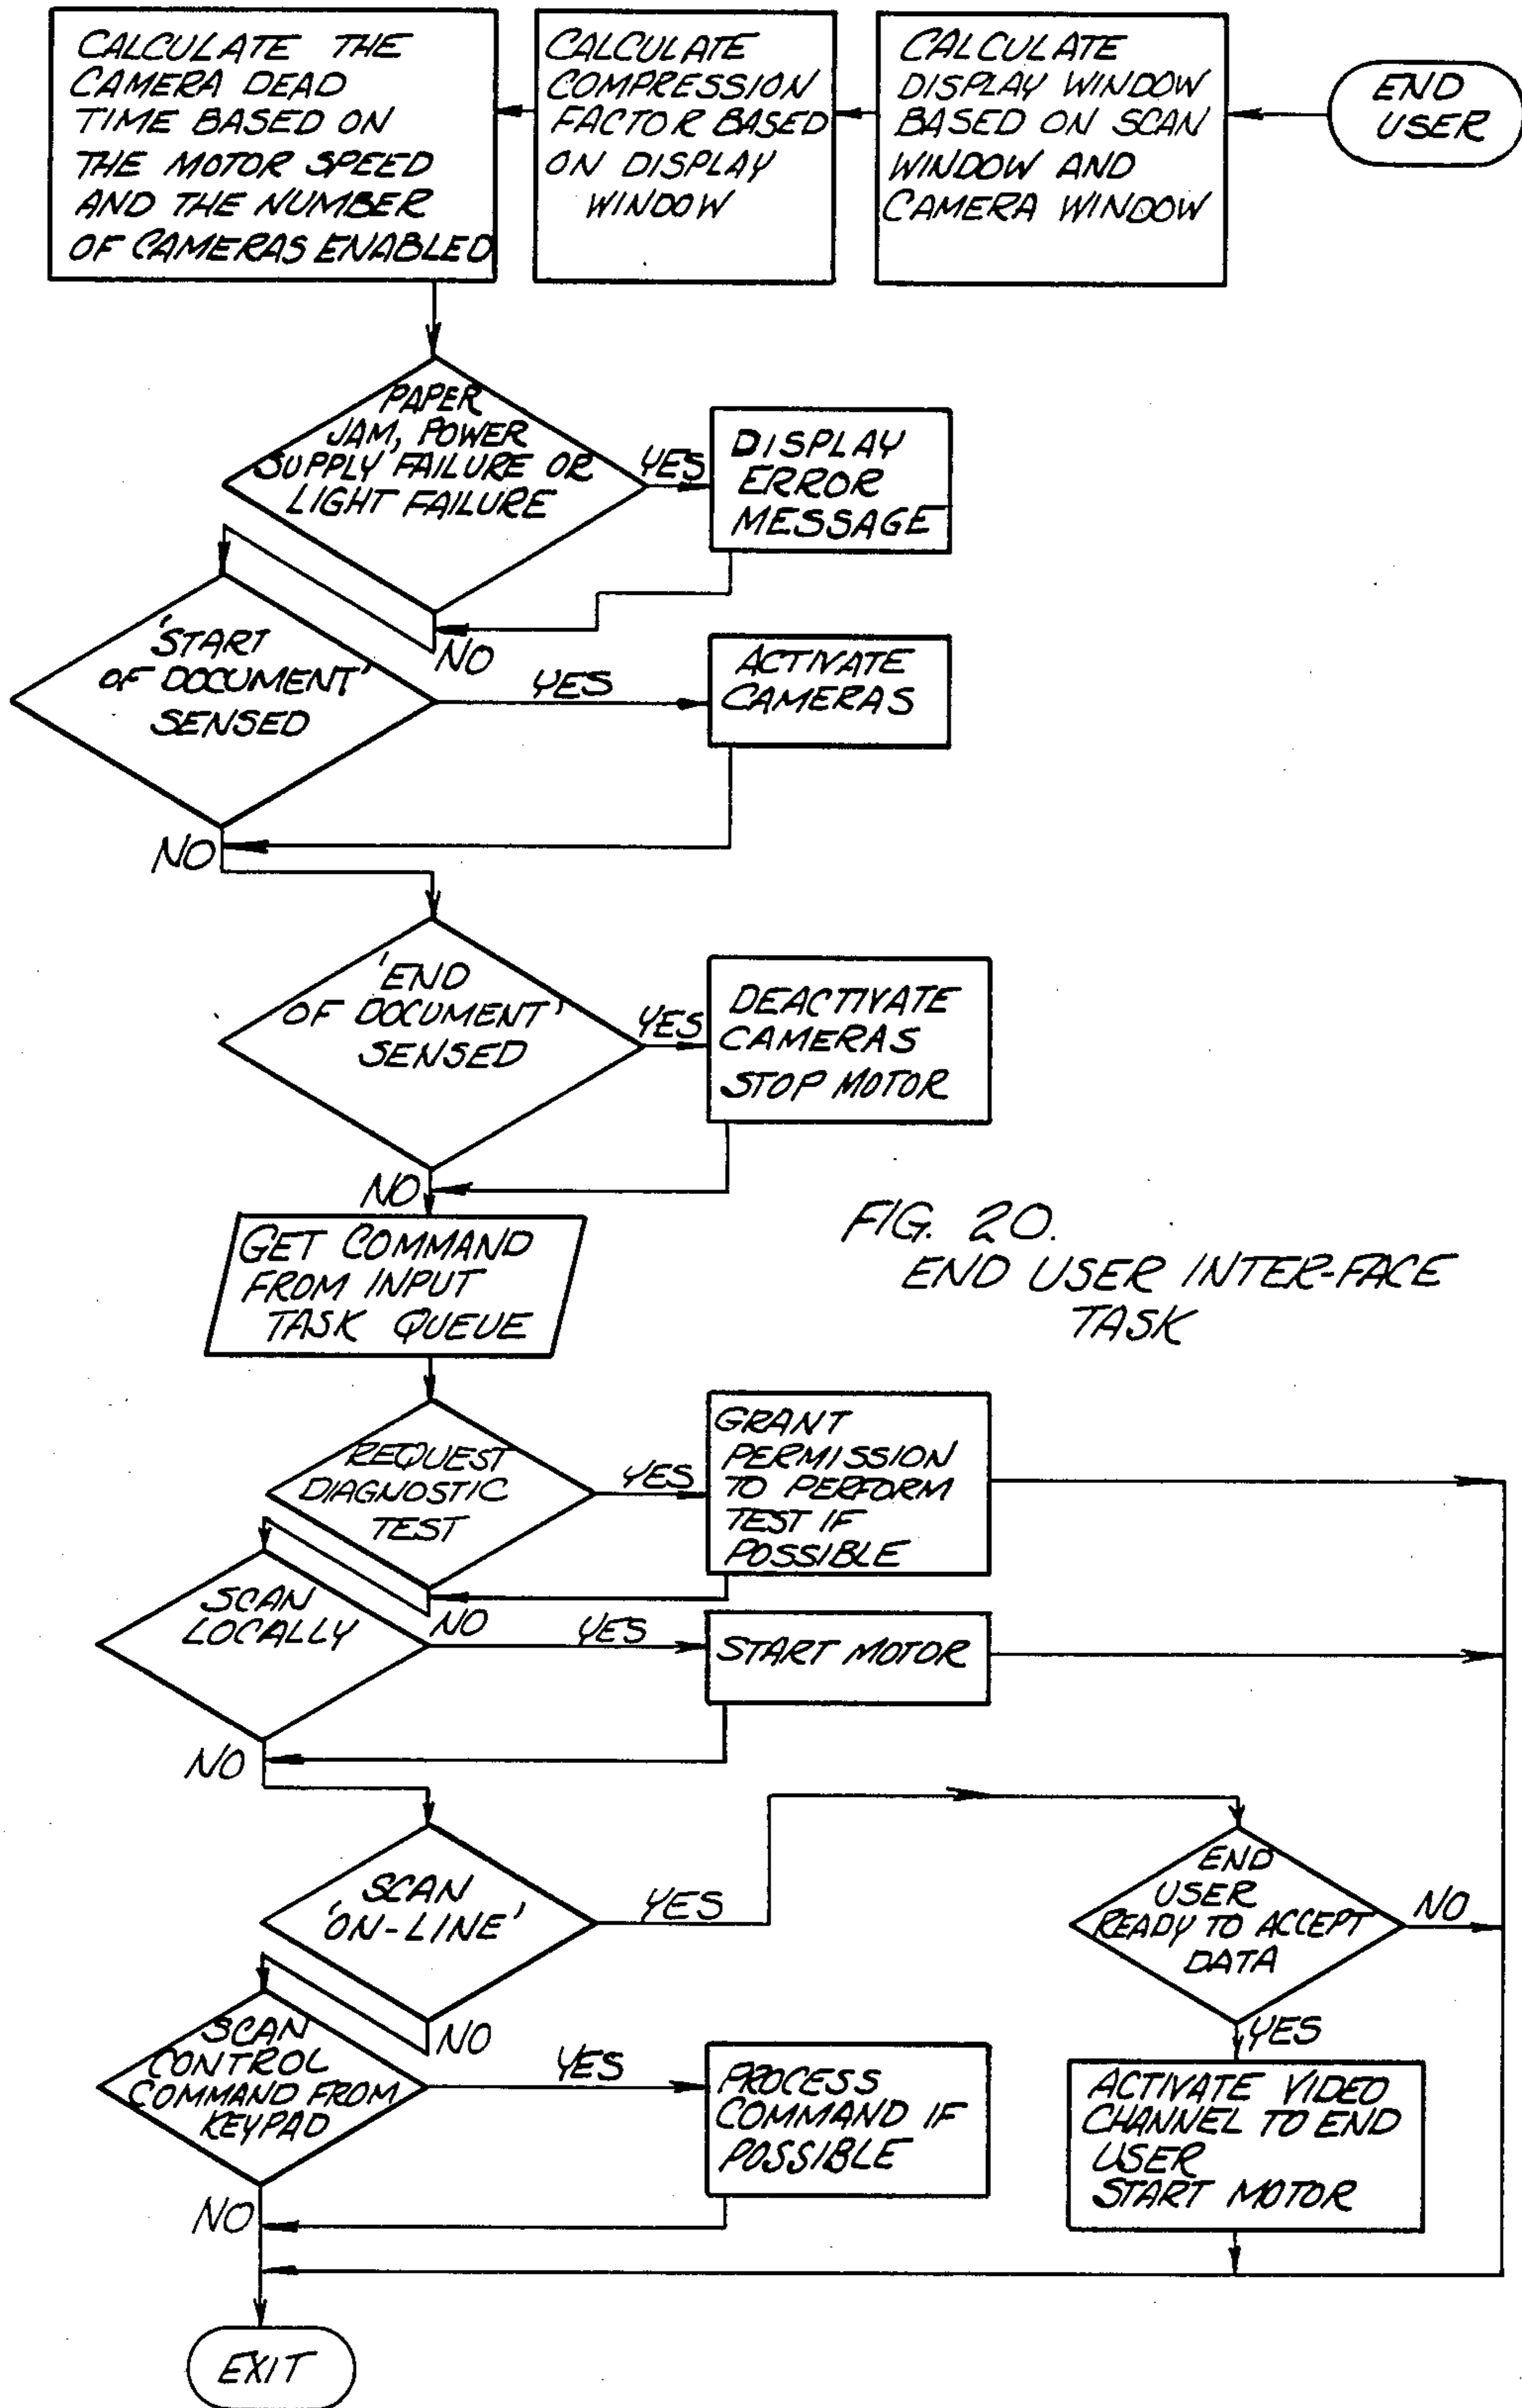 END
USER
CALCULATE
DISPLAY WINDOW
BASED ON SCAN
WINDOW AND
CAMERA WINDOW
CALCULATE
COMPRESSION
FACTOR BASED
ON DISPLAY
WINDOW
CALCULATE THE
CAMERA DEAD
TIME BASED ON
THE MOTOR SPEED
AND THE NUMBER
OF CAMERAS ENABLED
PAPER
JAM, POWER
SUPPLY FAILURE OR
LIGHT FAILURE
YES
DISPLAY
ERROR
MESSAGE
NO
'START
OF DOCUMENT'
SENSED
YES
ACTIVATE
CAMERAS
NO
'END
OF DOCUMENT'
SENSED
YES
DEACTIVATE
CAMERAS
STOP MOTOR
NO
GET COMMAND
FROM INPUT
TASK QUEUE
FIG. 20.
END USER INTER-FACE
TASK
REQUEST
DIAGNOSTIC
TEST
YES
GRANT
PERMISSION
TO PERFORM
TEST IF
POSSIBLE
NO
SCAN
LOCALLY
YES
START MOTOR
NO
SCAN
'ON-LINE'
YES
END
USER
READY TO ACCEPT
DATA
NO
YES
ACTIVATE VIDEO
CHANNEL TO END
USER
START MOTOR
NO
SCAN
CONTROL
COMMAND FROM
KEYPAD
YES
PROCESS
COMMAND IF
POSSIBLE
NO
EXIT